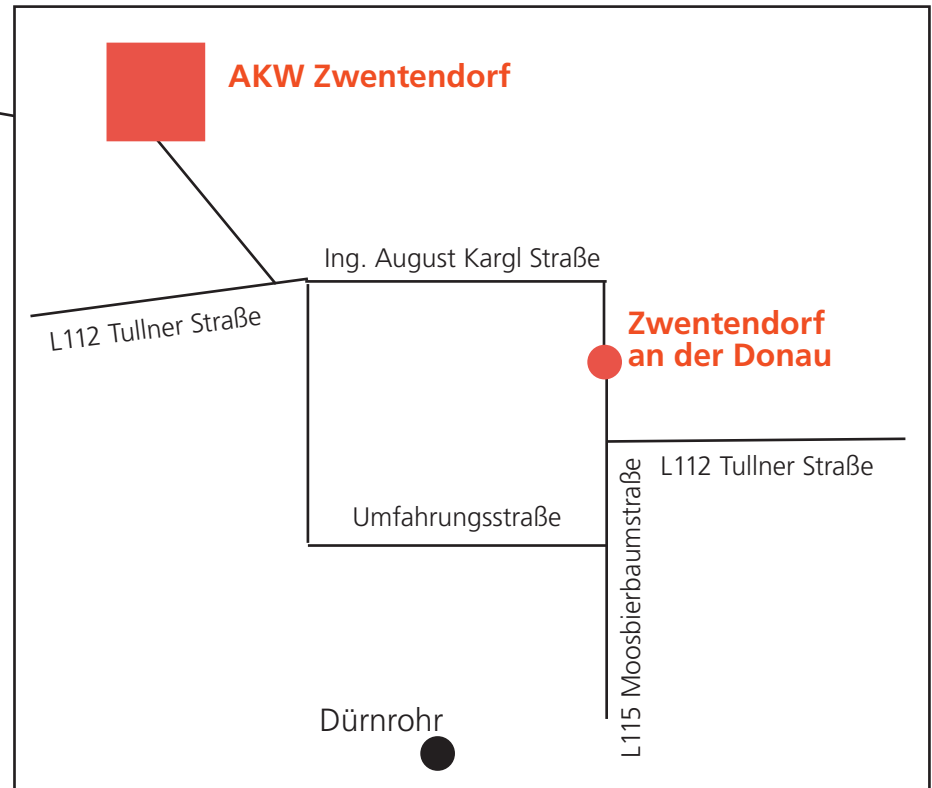 AKW Zwentendorf
Ing. August Kargl Straße
L112 Tullner Straße
Zwentendorf
an der Donau
L112 Tullner Straße
Umfahrungsstraße
L115 Moosbierbaumstraße
Dürnrohr